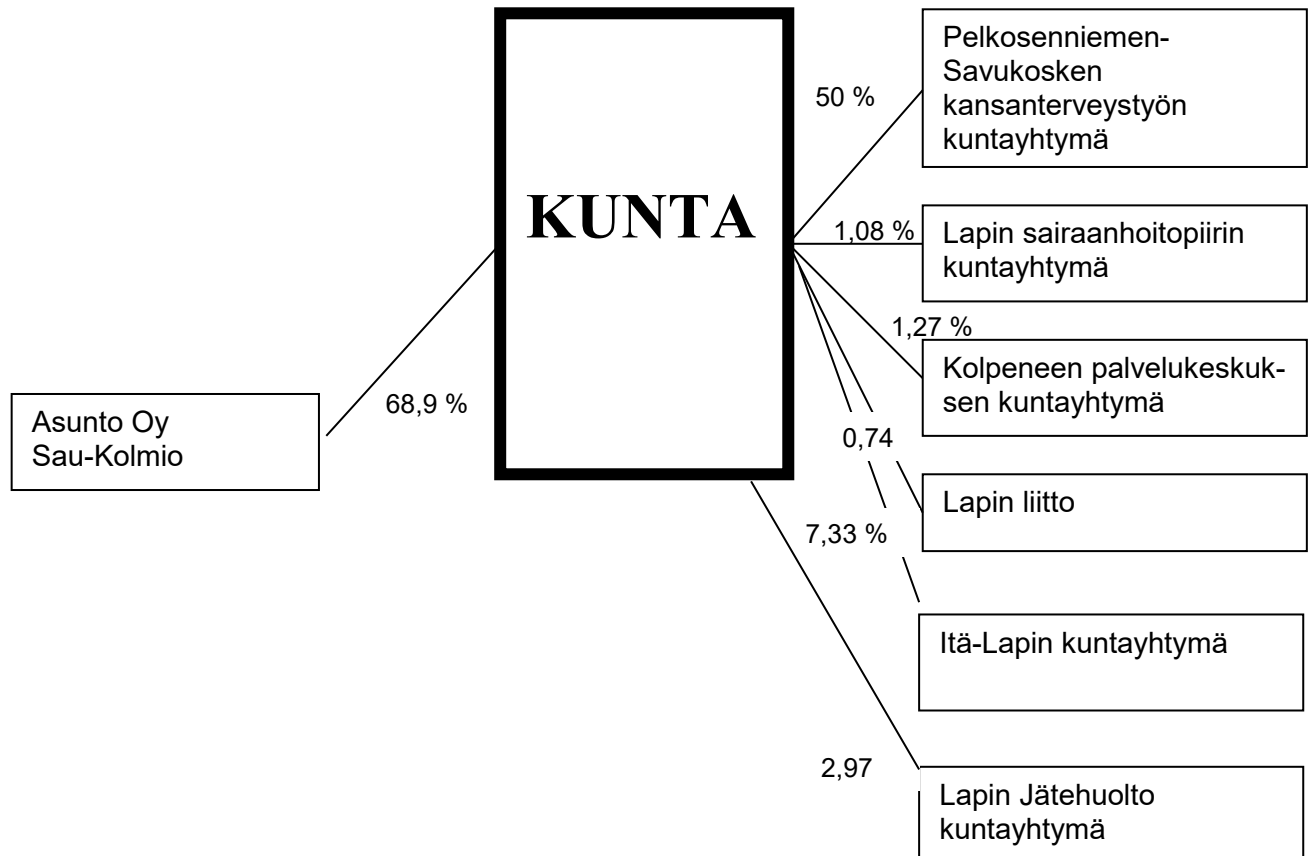 Pelkosenniemen-
Savukosken
kansanterveystyön
kuntayhtymä
50 %
KUNTA
1,08 %
Lapin sairaanhoitopiirin
kuntayhtymä
1,27 %
Kolpeneen palvelukeskuk-
sen kuntayhtymä
68,9 %
Asunto Oy
Sau-Kolmio
0,74
Lapin liitto
7,33 %
Itä-Lapin kuntayhtymä
2,97
Lapin Jätehuolto
kuntayhtymä